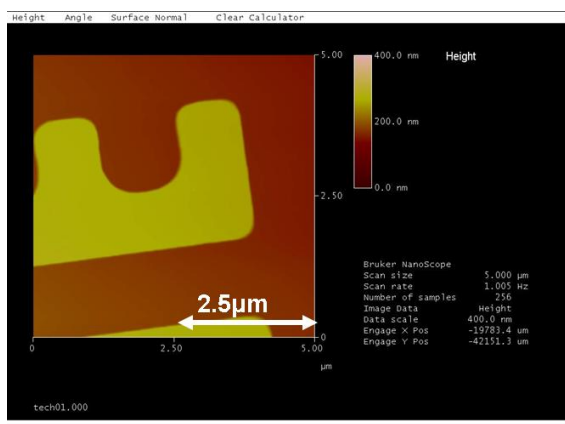 Height Angle Surface Normal Clear Calculator
5.00
400.0 nm
Height
200.0 nm
0.0 nm
2.50
2.5µm
0
0
2.50
5.00
µm
Bruker NanoScope
Scan size 5.000 µm
Scan rate 1.005 Hz
Number of samples 256
Image Data Height
Data scale 400.0 nm
Engage X Pos -19783.4 um
Engage Y Pos -42151.3 um
tech01.000